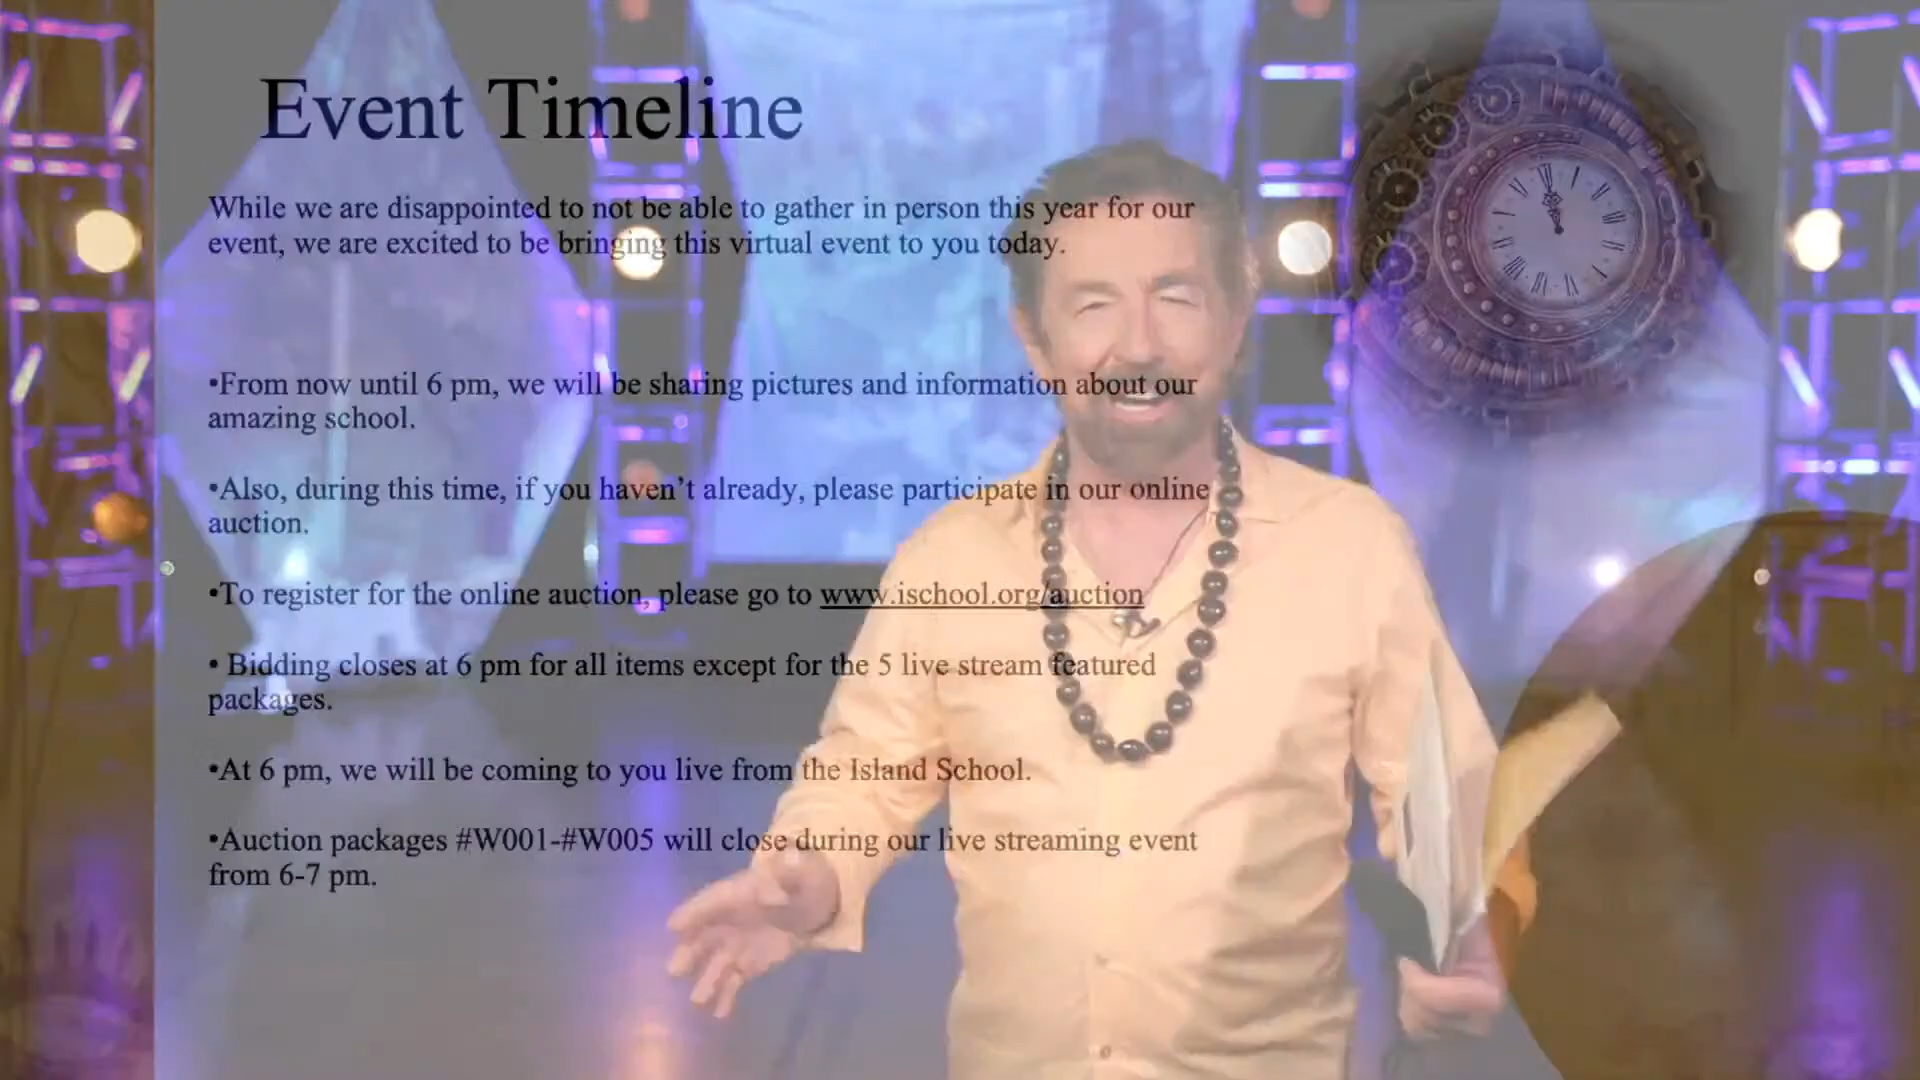 Event Timeline
While we are disappointed to not be able to gather in person this year for our
event, we are excited to be bringing this virtual event to you today.
•From now until 6 pm, we will be sharing pictures and information about our
amazing school.
•Also, during this time, if you haven’t already, please participate in our online
auction.
•To register for the online auction, please go to www.ischool.org/auction
• Bidding closes at 6 pm for all items except for the 5 live stream featured
packages.
•At 6 pm, we will be coming to you live from the Island School.
•Auction packages #W001-#W005 will close during our live streaming event
from 6-7 pm.